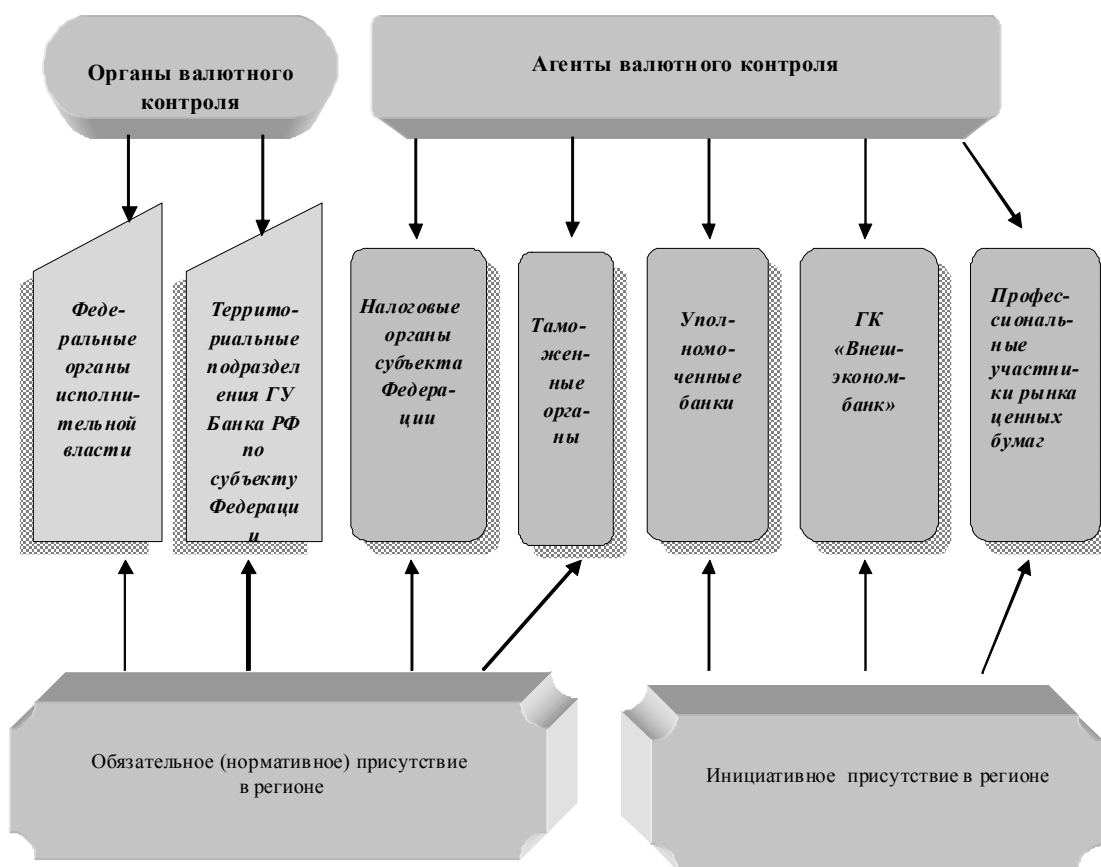 Органы валютного
контроля
Агенты валютного контроля
Феде-
ральные
органы
исполни-
тельной
власти
Террито-
риальные
подраздел
ения ГУ
Банка РФ
по
субъекту
Федераци
и
Налоговые
органы
субъекта
Федера-
ции
Тамо-
жен-
ные
орга-
ны
Упол-
номо-
ченные
банки
ГК
«Внеш-
эконом-
банк»
Профес-
сиональ-
ные
участни-
ки рынка
ценных
бумаг
Обязательное (нормативное) присутствие
в регионе
Инициативное присутствие в регионе